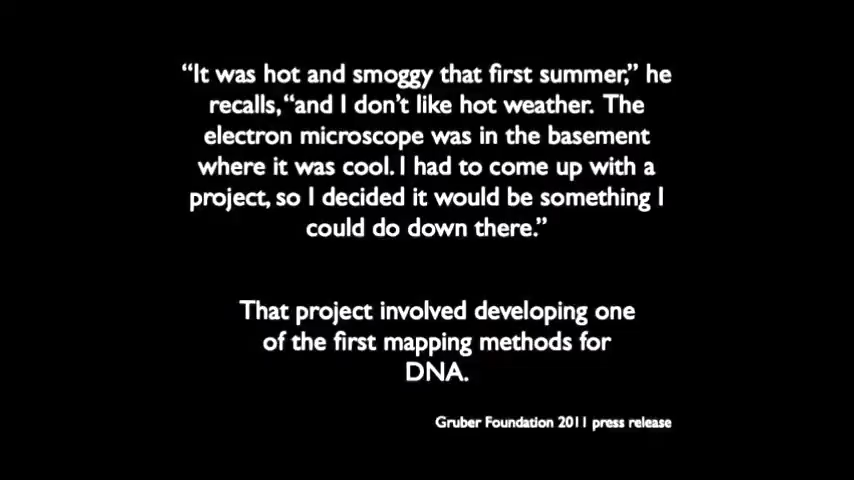 “It was hot and smoggy that first summer,” he
recalls, “and I don’t like hot weather. The
electron microscope was in the basement
where it was cool. I had to come up with a
project, so I decided it would be something I
could do down there.”
That project involved developing one
of the first mapping methods for
DNA.
Gruber Foundation 2011 press release